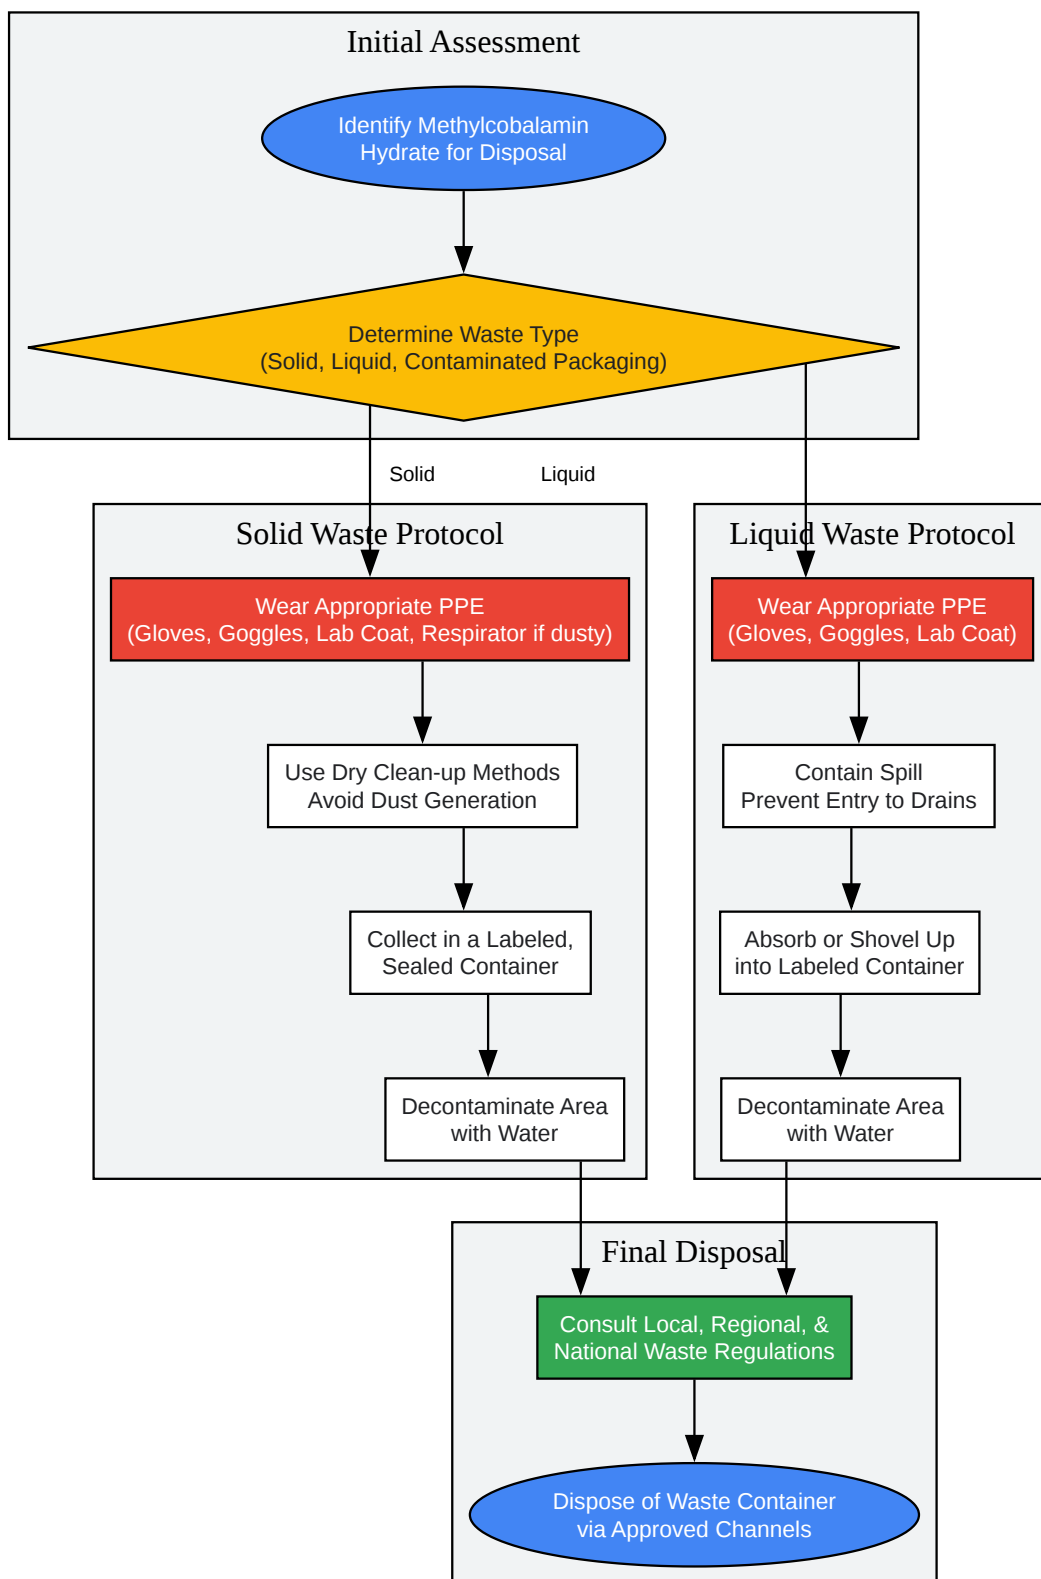 Initial Assessment
Identify Methylcobalamin
Hydrate for Disposal
Determine Waste Type
(Solid, Liquid, Contaminated Packaging)
Solid
Liquid
Solid Waste Protocol
Wear Appropriate PPE
(Gloves, Goggles, Lab Coat, Respirator if dusty)
Use Dry Clean-up Methods
Avoid Dust Generation
Collect in a Labeled,
Sealed Container
Decontaminate Area
with Water
Liquid Waste Protocol
Wear Appropriate PPE
(Gloves, Goggles, Lab Coat)
Contain Spill
Prevent Entry to Drains
Absorb or Shovel Up
into Labeled Container
Decontaminate Area
with Water
Final Disposal
Consult Local, Regional, &
National Waste Regulations
Dispose of Waste Container
via Approved Channels